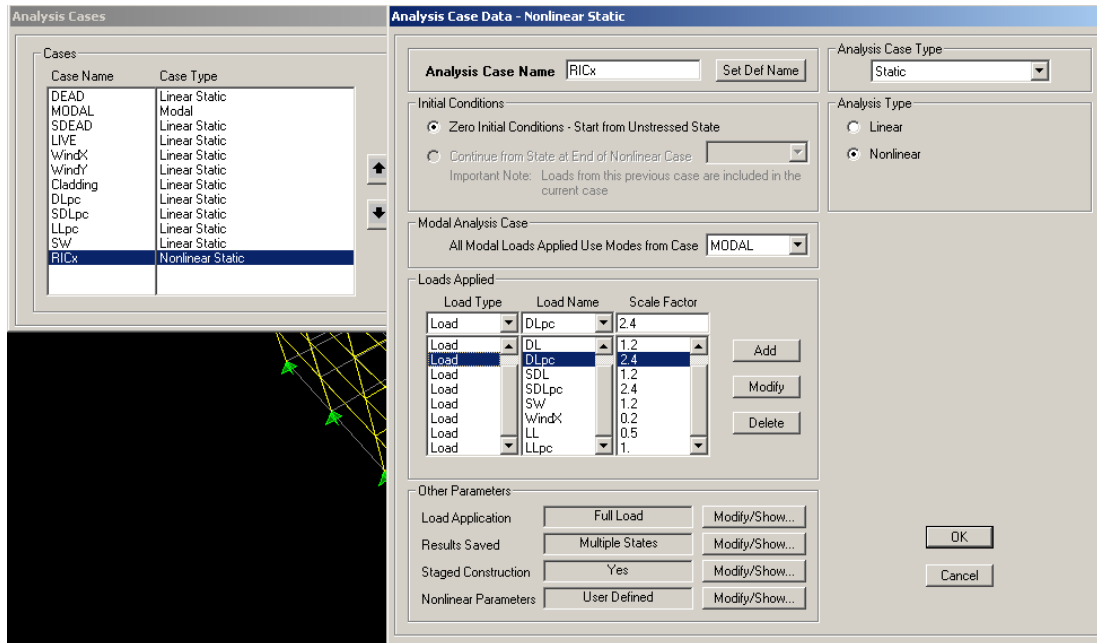 Analysis Cases
Cases
Case Name Case Type
DEAD Linear Static
MODAL Modal
SDEAD Linear Static
LIVE Linear Static
WindX Linear Static
WindY Linear Static
Cladding Linear Static
DLpc Linear Static
SDLpc Linear Static
LLpc Linear Static
SW Linear Static
RICx Nonlinear Static
Analysis Case Data - Nonlinear Static
Analysis Case Name RICx Set Def Name
Analysis Case Type
Static
Initial Conditions
Zero Initial Conditions - Start from Unstressed State
Continue from State at End of Nonlinear Case
Important Note: Loads from this previous case are included in the
current case
Analysis Type
Linear
Nonlinear
Modal Analysis Case
All Modal Loads Applied Use Modes from Case MODAL
Loads Applied
Load Type Load Name Scale Factor
Load DLpc 2.4
Load DL 1.2
Load DLpc 2.4
Load SDL 1.2
Load SDLpc 2.4
Load SW 1.2
Load WindX 0.2
Load LL 0.5
Load LLpc 1.
Add
Modify
Delete
Other Parameters
Load Application Full Load Modify/Show...
Results Saved Multiple States Modify/Show...
Staged Construction Yes Modify/Show...
Nonlinear Parameters User Defined Modify/Show...
OK
Cancel